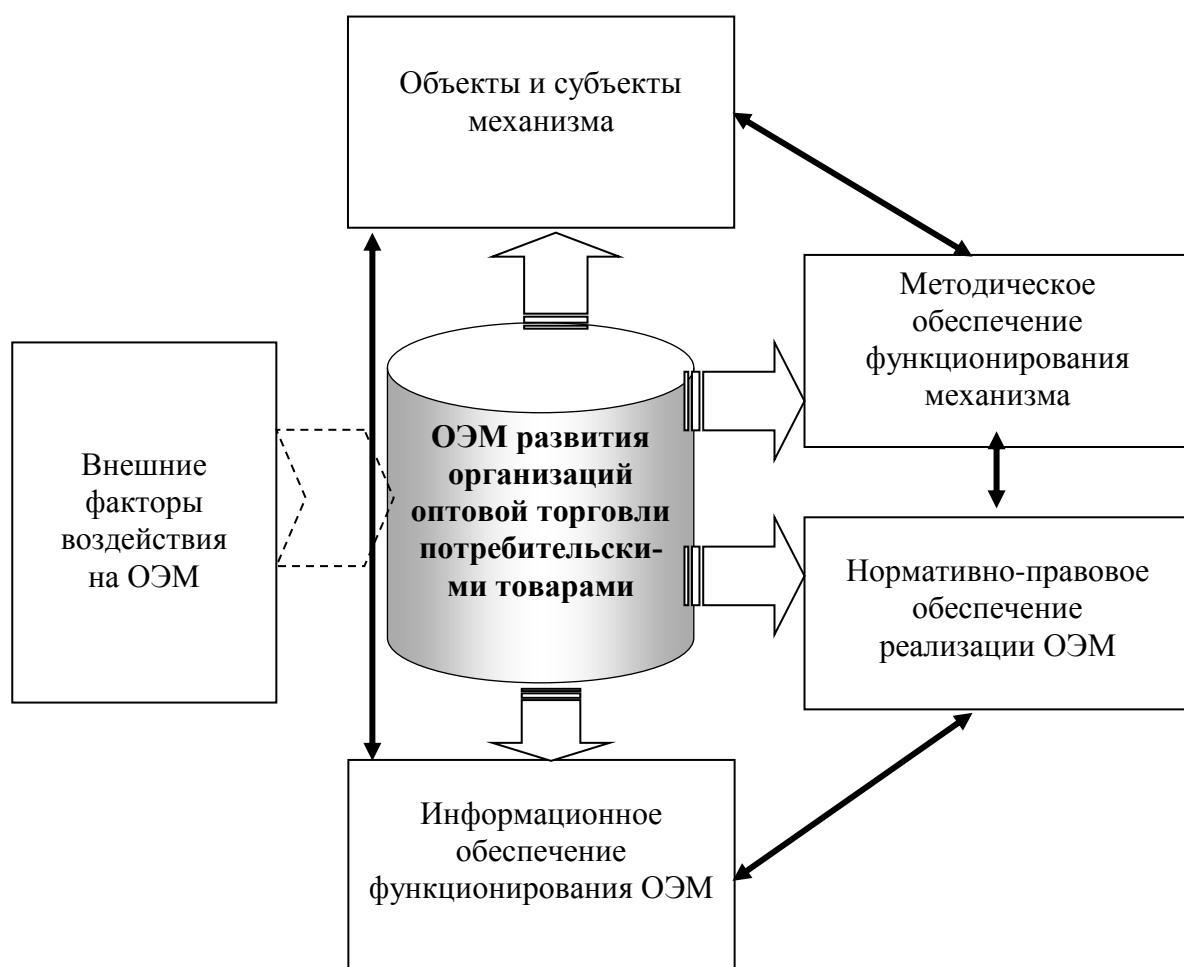 Объекты и субъекты
механизма
Методическое
обеспечение
функционирования
механизма
Внешние
факторы
воздействия
на ОЭМ
ОЭМ развития
организаций
оптовой торговли
потребительски-
ми товарами
Нормативно-правовое
обеспечение
реализации ОЭМ
Информационное
обеспечение
функционирования ОЭМ